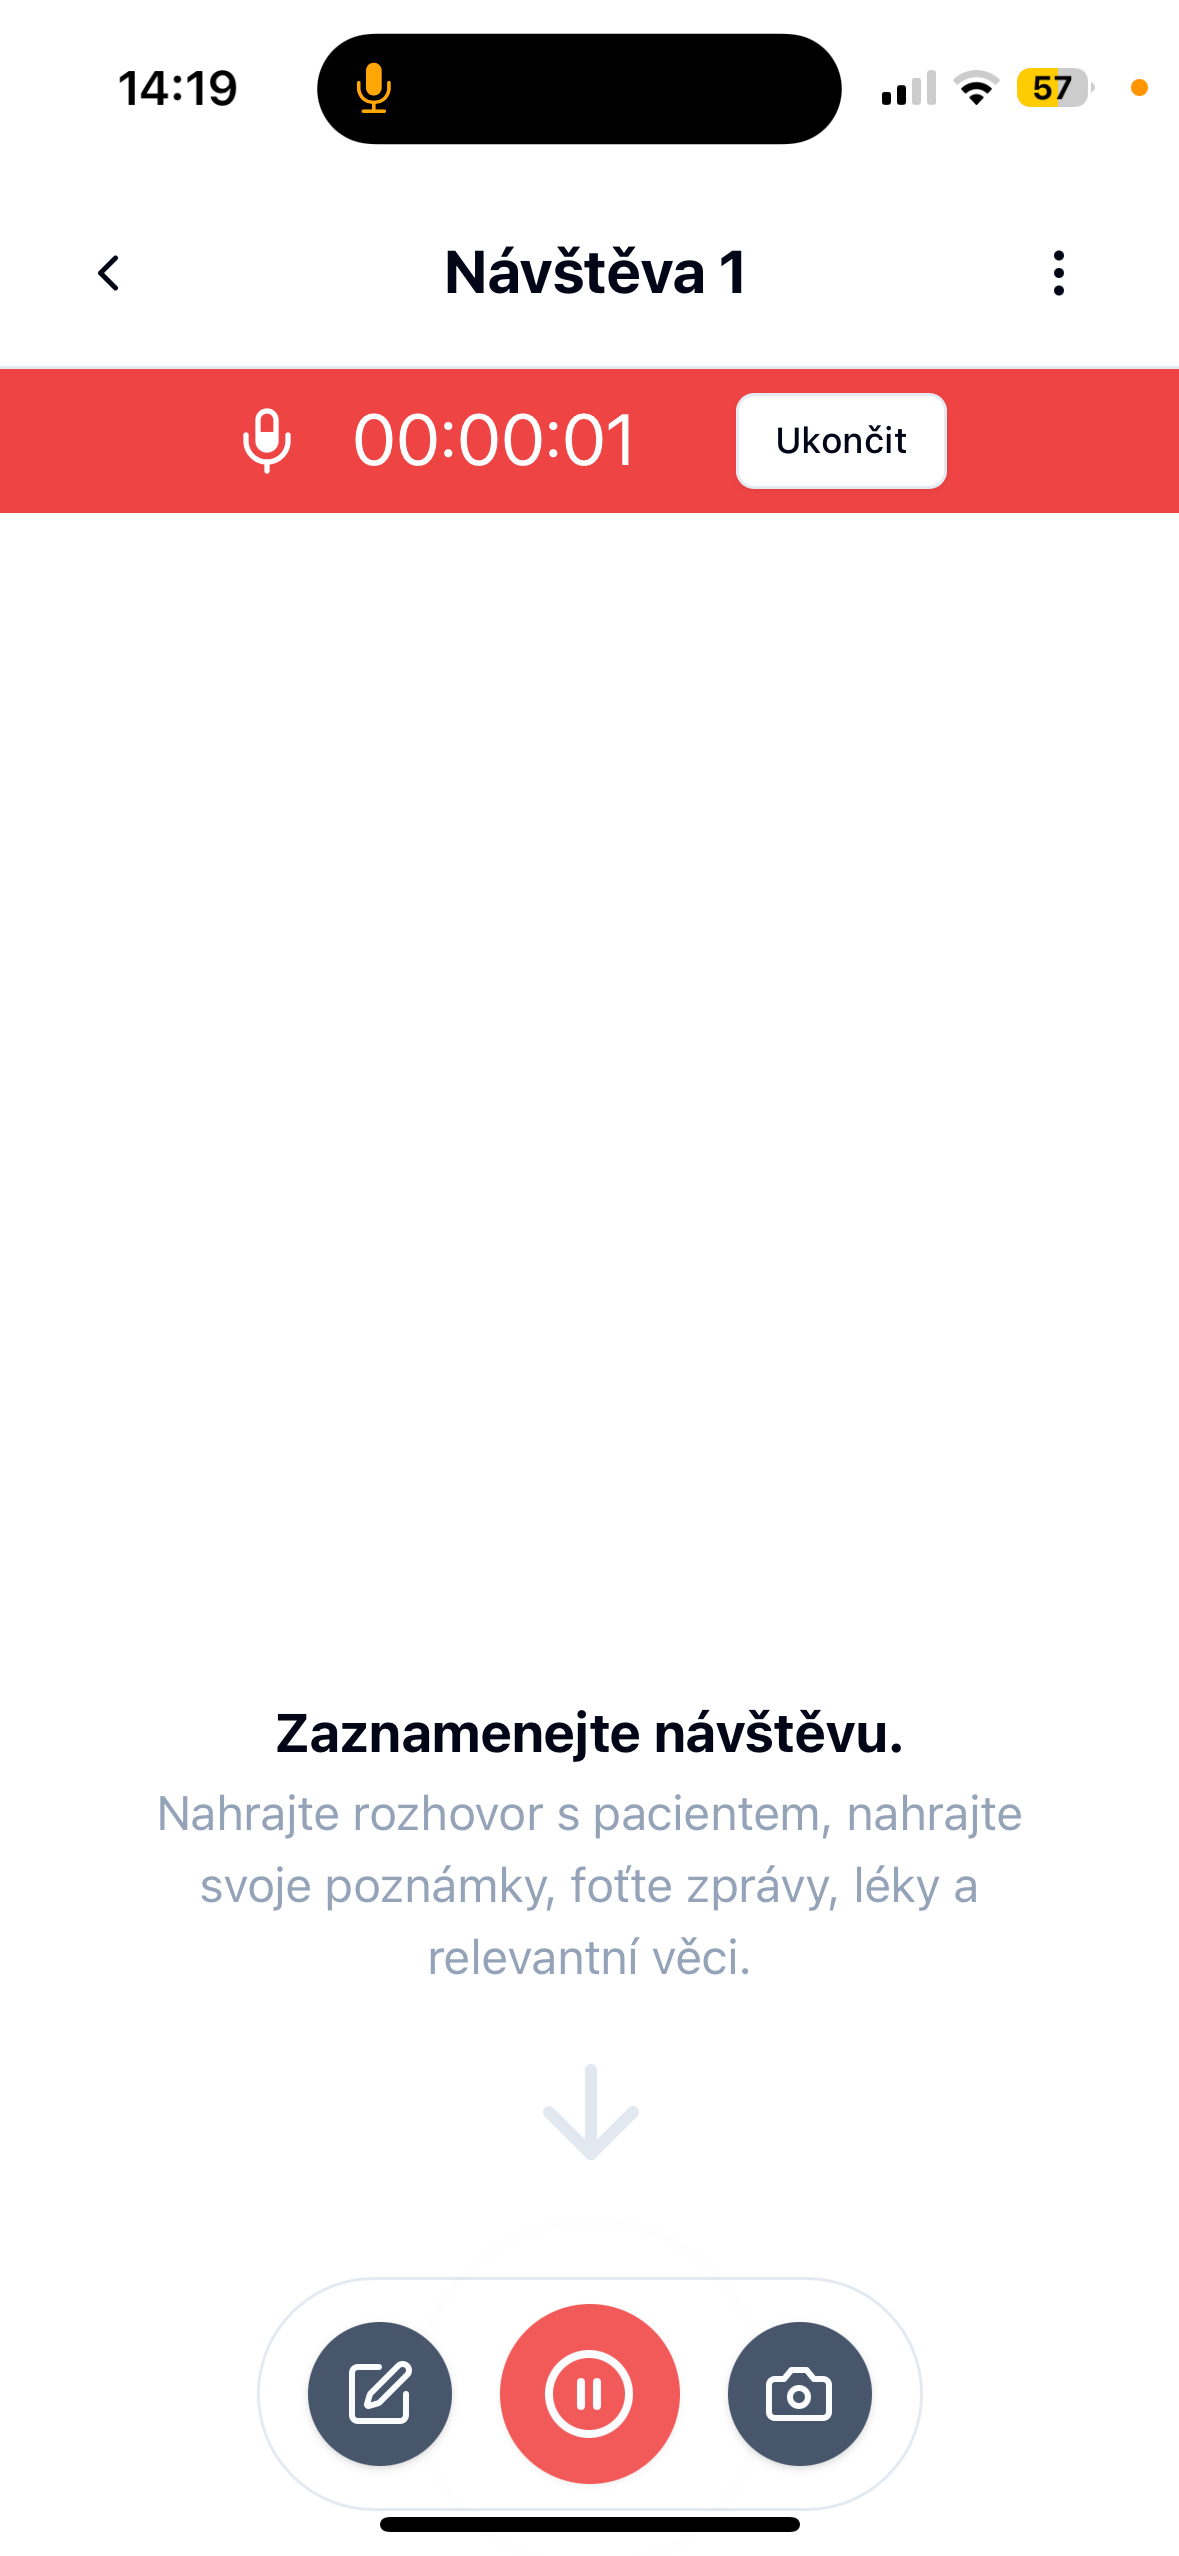 14:19
57
Návštěva 1
00:00:01
Ukončit
Zaznamenejte návštěvu.
Nahrajte rozhovor s pacientem, nahrajte
svoje poznámky, foťte zprávy, léky a
relevantní věci.